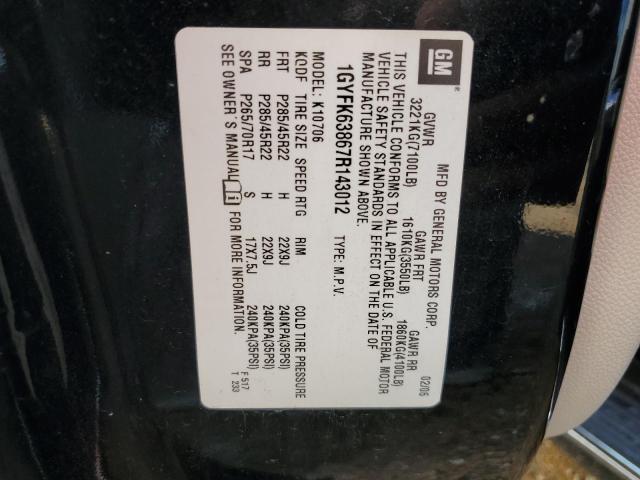 GM ®
MFD BY GENERAL MOTORS CORP. 02/06
GVWR GAWR FRT GAWR RR
3221KG(7100LB) 1610KG(3550LB) 1860KG(4100LB)
THIS VEHICLE CONFORMS TO ALL APPLICABLE U.S. FEDERAL MOTOR
VEHICLE SAFETY STANDARDS IN EFFECT ON THE DATE OF
MANUFACTURE SHOWN ABOVE.
1GYFK63867R143012 TYPE: M.P.V.
MODEL: K10706
KQDF TIRE SIZE SPEED RTG RIM COLD TIRE PRESSURE
FRT P285/45R22 H 22X9J 240KPA(35PSI)
RR P285/45R22 H 22X9J 240KPA(35PSI)
SPA P265/70R17 S 17X7.5J 240KPA(35PSI)
SEE OWNER'S MANUAL FOR MORE INFORMATION.
F 517
T 233